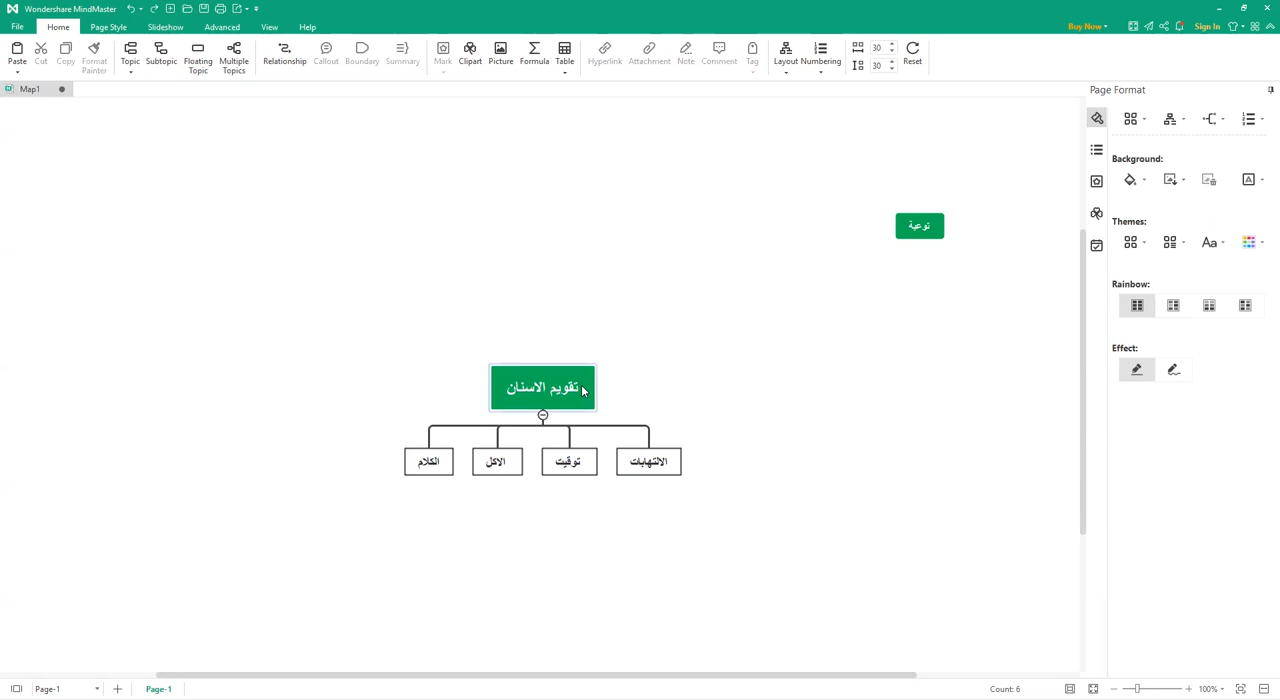 Wondershare MindMaster
File Home Page Style Slideshow Advanced View Help
Buy Now Sign In
Paste Cut Copy Format Painter Topic Subtopic Floating Topic Multiple Topics Relationship Callout Boundary Summary Mark Clipart Picture Formula Table Hyperlink Attachment Note Comment Tag Layout Numbering 30 30 Reset
Map1
Page Format
Background:
Themes:
Aa
Rainbow:
Effect:
توعية
تقويم الاسنان
الالتهابات توقيت الاكل الكلام
Page-1 Page-1 Count: 6 100%